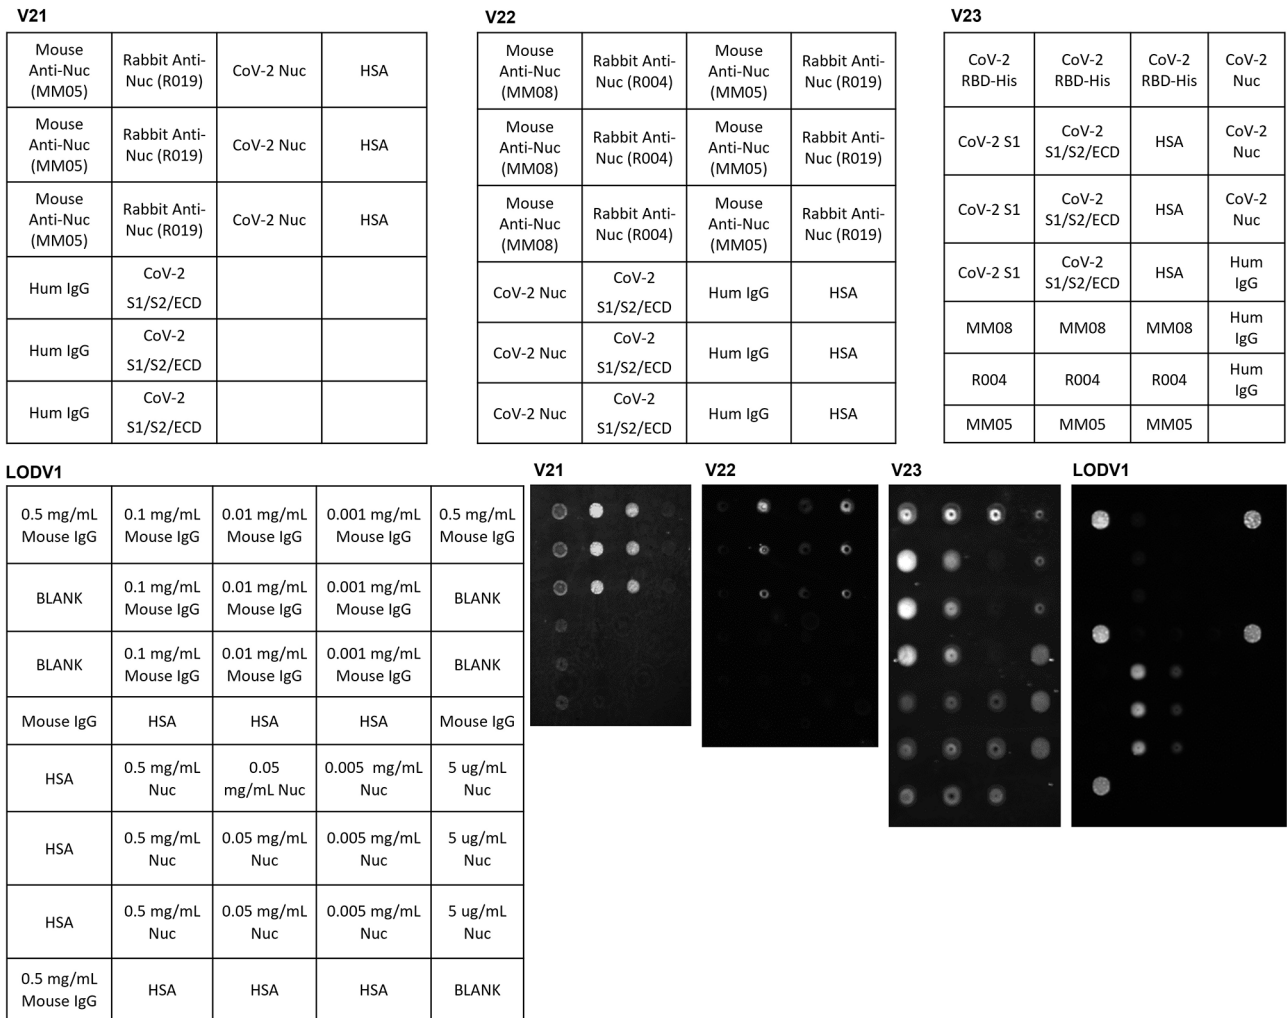 V21
Mouse
Anti-Nuc
(MM05)
Rabbit Anti-
Nuc (R019)
CoV-2 Nuc
HSA
Mouse
Anti-Nuc
(MM05)
Rabbit Anti-
Nuc (R019)
CoV-2 Nuc
HSA
Mouse
Anti-Nuc
(MM05)
Rabbit Anti-
Nuc (R019)
CoV-2 Nuc
HSA
Hum IgG
CoV-2
S1/S2/ECD
Hum IgG
CoV-2
S1/S2/ECD
Hum IgG
CoV-2
S1/S2/ECD
V22
Mouse
Anti-Nuc
(MM08)
Rabbit Anti-
Nuc (R004)
Mouse
Anti-Nuc
(MM05)
Rabbit Anti-
Nuc (R019)
Mouse
Anti-Nuc
(MM08)
Rabbit Anti-
Nuc (R004)
Mouse
Anti-Nuc
(MM05)
Rabbit Anti-
Nuc (R019)
Mouse
Anti-Nuc
(MM08)
Rabbit Anti-
Nuc (R004)
Mouse
Anti-Nuc
(MM05)
Rabbit Anti-
Nuc (R019)
CoV-2 Nuc
CoV-2
S1/S2/ECD
Hum IgG
HSA
CoV-2 Nuc
CoV-2
S1/S2/ECD
Hum IgG
HSA
CoV-2 Nuc
CoV-2
S1/S2/ECD
Hum IgG
HSA
V23
CoV-2
RBD-His
CoV-2
RBD-His
CoV-2
RBD-His
CoV-2
Nuc
CoV-2 S1
CoV-2
S1/S2/ECD
HSA
CoV-2
Nuc
CoV-2 S1
CoV-2
S1/S2/ECD
HSA
CoV-2
Nuc
CoV-2 S1
CoV-2
S1/S2/ECD
HSA
Hum
IgG
MM08
MM08
MM08
Hum
IgG
R004
R004
R004
Hum
IgG
MM05
MM05
MM05
LODV1
0.5 mg/mL
Mouse IgG
0.1 mg/mL
Mouse IgG
0.01 mg/mL
Mouse IgG
0.001 mg/mL
Mouse IgG
0.5 mg/mL
Mouse IgG
BLANK
0.1 mg/mL
Mouse IgG
0.01 mg/mL
Mouse IgG
0.001 mg/mL
Mouse IgG
BLANK
BLANK
0.1 mg/mL
Mouse IgG
0.01 mg/mL
Mouse IgG
0.001 mg/mL
Mouse IgG
BLANK
Mouse IgG
HSA
HSA
HSA
Mouse IgG
HSA
0.5 mg/mL
Nuc
0.05
mg/mL Nuc
0.005 mg/mL
Nuc
5 ug/mL
Nuc
HSA
0.5 mg/mL
Nuc
0.05 mg/mL
Nuc
0.005 mg/mL
Nuc
5 ug/mL
Nuc
HSA
0.5 mg/mL
Nuc
0.05 mg/mL
Nuc
0.005 mg/mL
Nuc
5 ug/mL
Nuc
0.5 mg/mL
Mouse IgG
HSA
HSA
HSA
BLANK
V21
V22
V23
LODV1